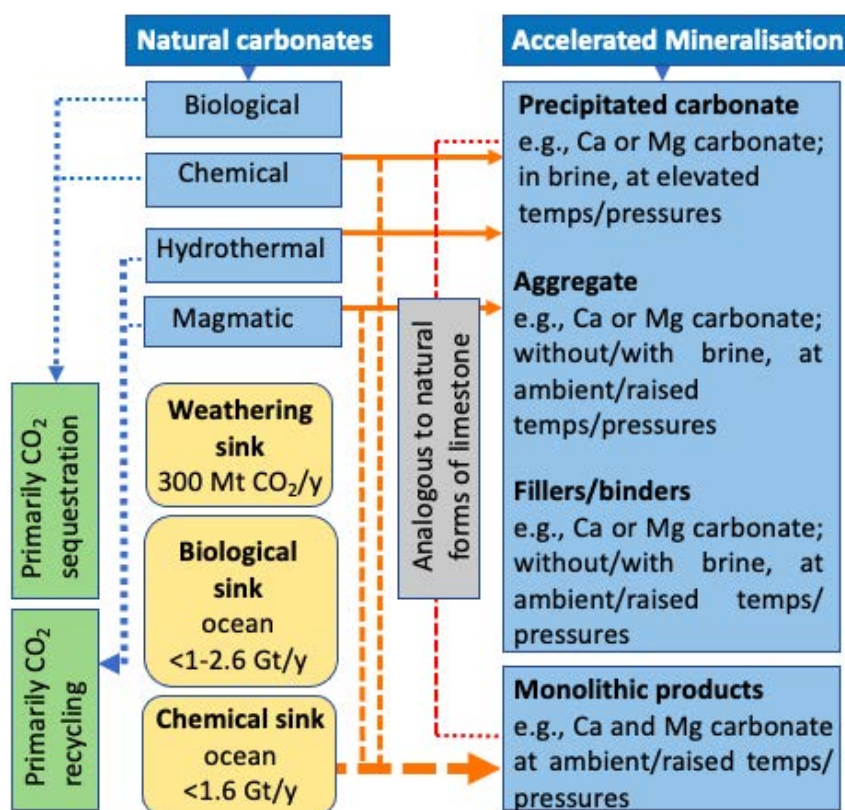 Natural carbonates
Biological
Chemical
Hydrothermal
Magmatic
Primarily CO₂
sequestration
Primarily CO₂
recycling
Weathering
sink
300 Mt CO₂/y
Biological
sink
ocean
<1-2.6 Gt/y
Chemical sink
ocean
<1.6 Gt/y
Analogous to natural
forms of limestone
Accelerated Mineralisation
Precipitated carbonate
e.g., Ca or Mg carbonate;
in brine, at elevated
temps/pressures
Aggregate
e.g., Ca or Mg carbonate;
without/with brine, at
ambient/raised
temps/pressures
Fillers/binders
e.g., Ca or Mg carbonate;
without/with brine, at
ambient/raised temps/
pressures
Monolithic products
e.g., Ca and Mg carbonate
at ambient/raised temps/
pressures